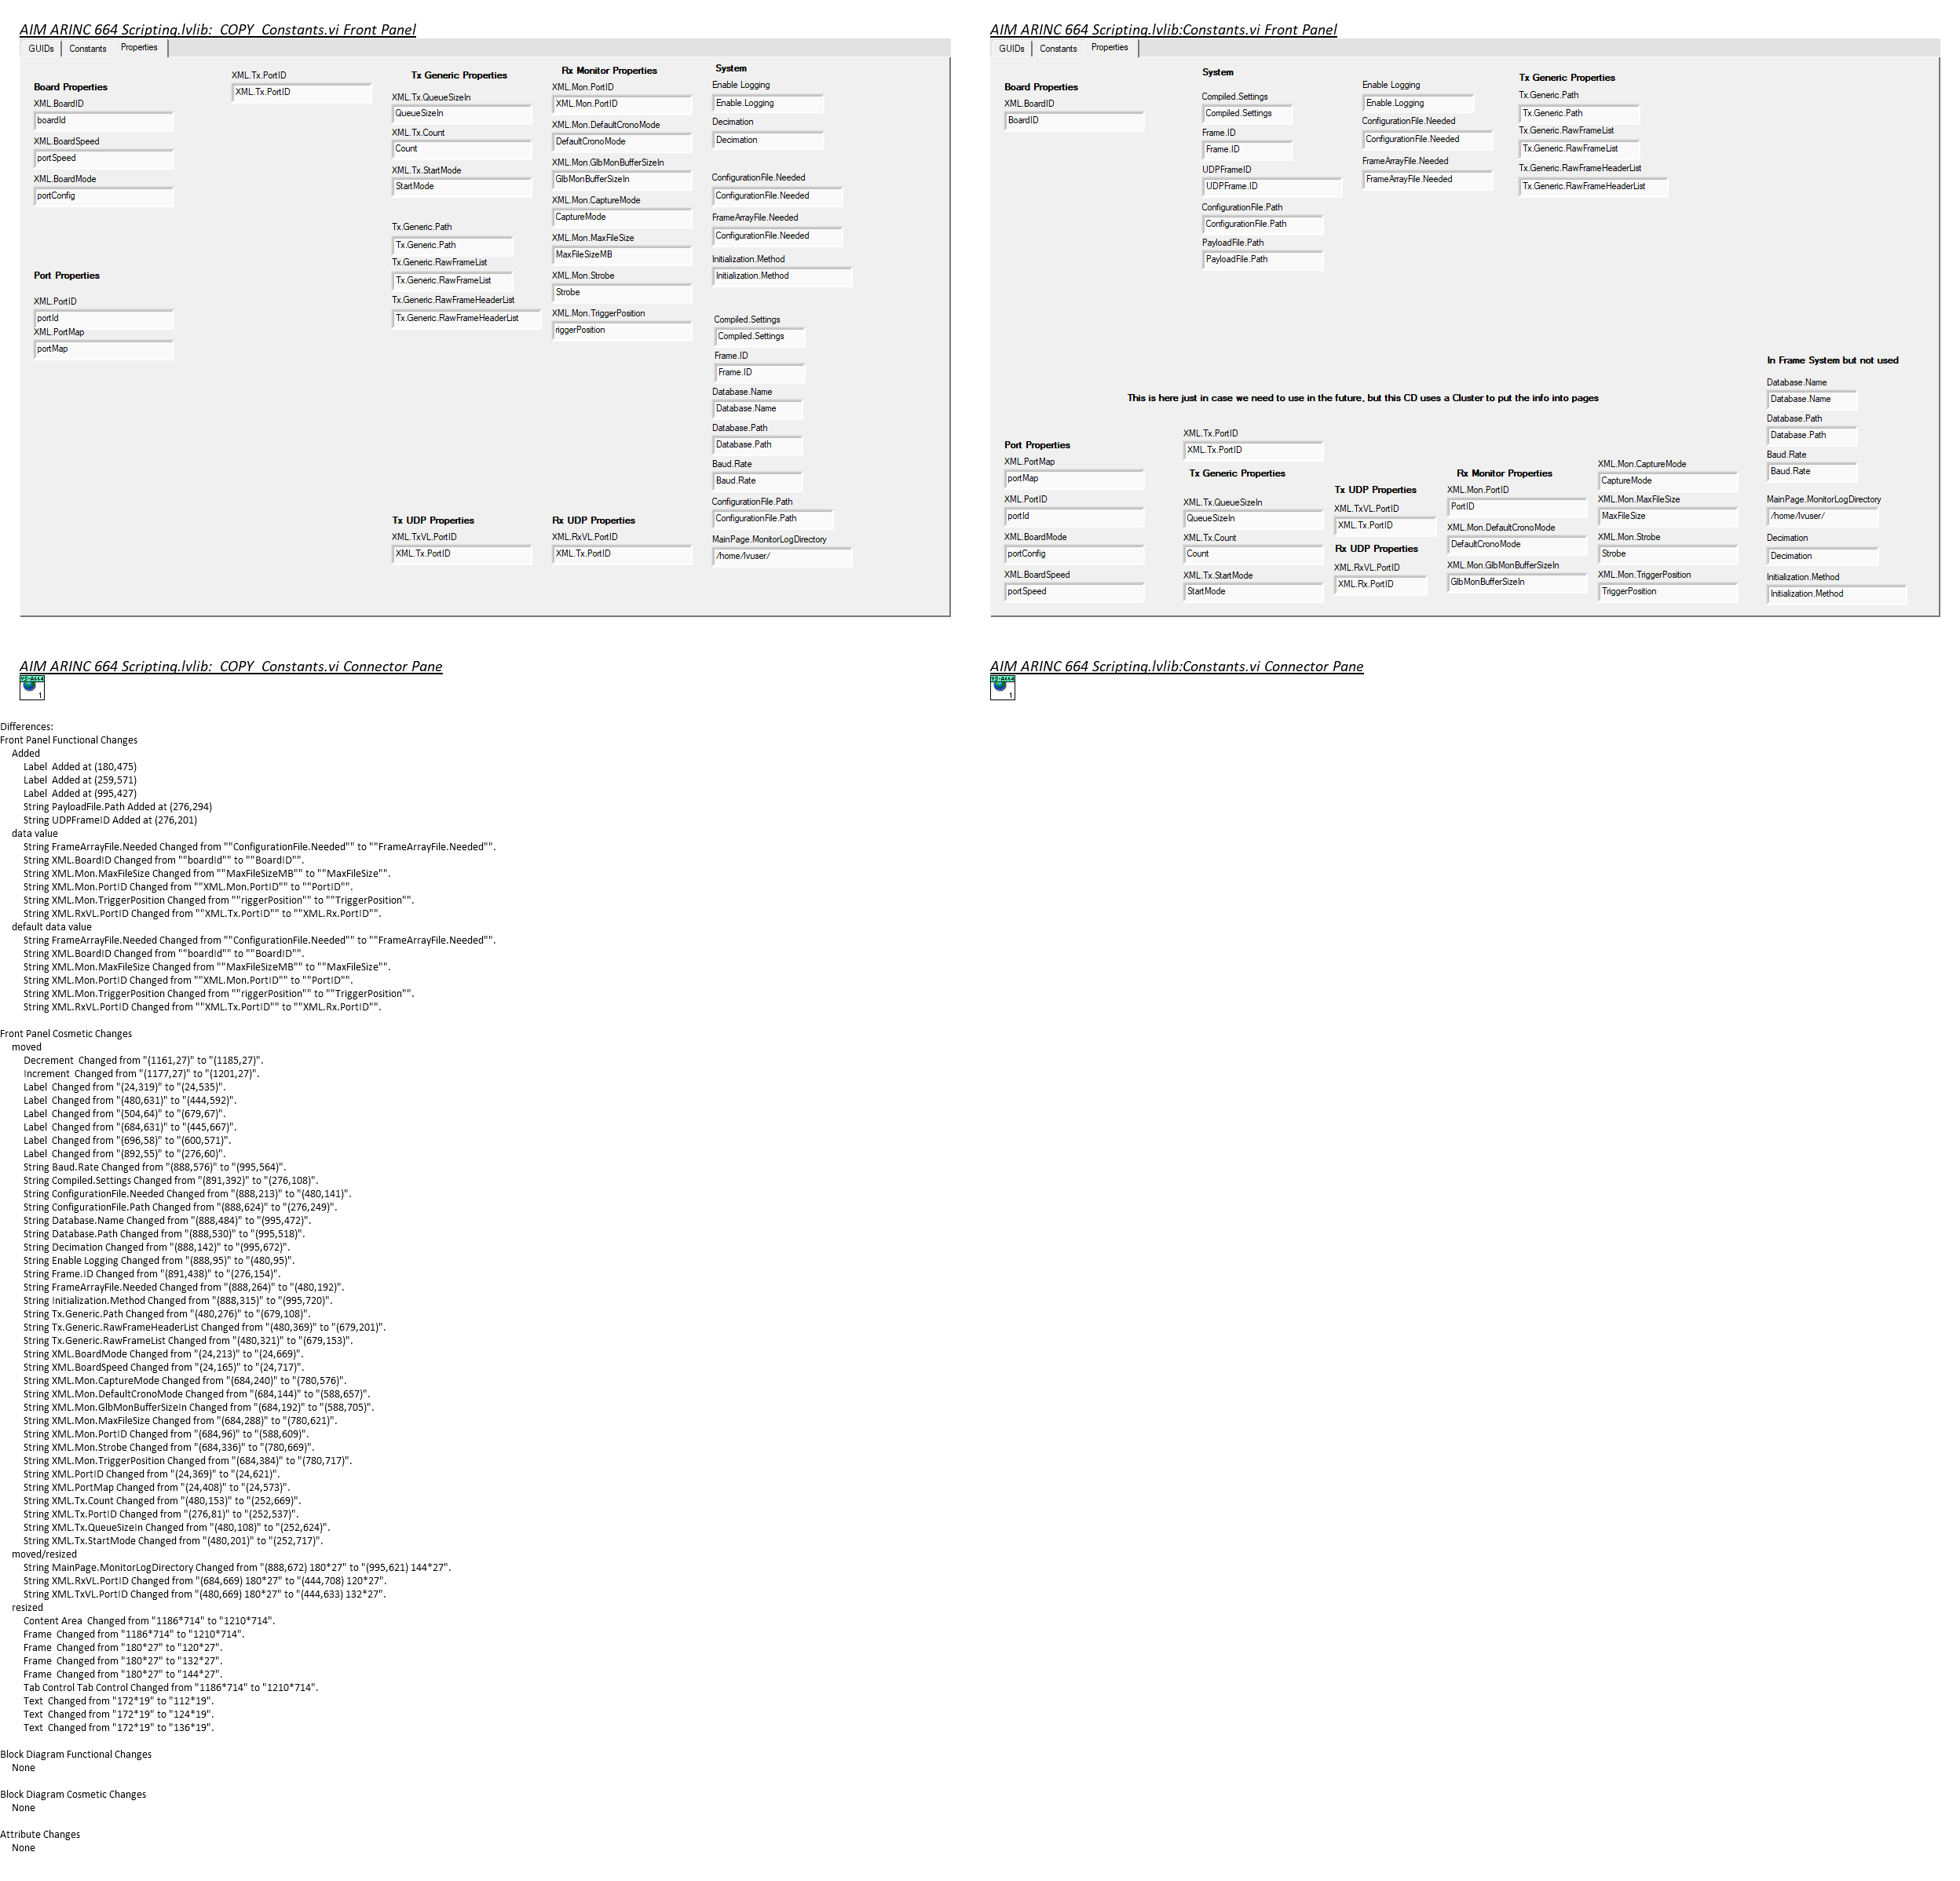 AIM ARINC 664 Scripting.lvlib:_COPY_Constants.vi Front Panel
GUIDs Constants Properties
Board Properties
XML.BoardID
boardId
XML.BoardSpeed
portSpeed
XML.BoardMode
portConfig
Port Properties
XML.PortID
portId
XML.PortMap
portMap
XML.Tx.PortID
XML.Tx.PortID
Tx Generic Properties
XML.Tx.QueueSizeIn
QueueSizeIn
XML.Tx.Count
Count
XML.Tx.StartMode
StartMode
Tx.Generic.Path
Tx.Generic.Path
Tx.Generic.RawFrameList
Tx.Generic.RawFrameList
Tx.Generic.RawFrameHeaderList
Tx.Generic.RawFrameHeaderList
Tx UDP Properties
XML.TxVL.PortID
XML.Tx.PortID
Rx Monitor Properties
XML.Mon.PortID
XML.Mon.PortID
XML.Mon.DefaultCronoMode
DefaultCronoMode
XML.Mon.GlbMonBufferSizeIn
GlbMonBufferSizeIn
XML.Mon.CaptureMode
CaptureMode
XML.Mon.MaxFileSize
MaxFileSizeMB
XML.Mon.Strobe
Strobe
XML.Mon.TriggerPosition
riggerPosition
Rx UDP Properties
XML.RxVL.PortID
XML.Tx.PortID
System
Enable Logging
Enable.Logging
Decimation
Decimation
ConfigurationFile.Needed
ConfigurationFile.Needed
FrameArrayFile.Needed
ConfigurationFile.Needed
Initialization.Method
Initialization.Method
Compiled.Settings
Compiled.Settings
Frame.ID
Frame.ID
Database.Name
Database.Name
Database.Path
Database.Path
Baud.Rate
Baud.Rate
ConfigurationFile.Path
ConfigurationFile.Path
MainPage.MonitorLogDirectory
/home/lvuser/
AIM ARINC 664 Scripting.lvlib:Constants.vi Front Panel
GUIDs Constants Properties
Board Properties
XML.BoardID
BoardID
System
Compiled.Settings
Compiled.Settings
Frame.ID
Frame.ID
UDPFrameID
UDPFrame.ID
ConfigurationFile.Path
ConfigurationFile.Path
PayloadFile.Path
PayloadFile.Path
Enable Logging
Enable.Logging
ConfigurationFile.Needed
ConfigurationFile.Needed
FrameArrayFile.Needed
FrameArrayFile.Needed
Tx Generic Properties
Tx.Generic.Path
Tx.Generic.Path
Tx.Generic.RawFrameList
Tx.Generic.RawFrameList
Tx.Generic.RawFrameHeaderList
Tx.Generic.RawFrameHeaderList
This is here just in case we need to use in the future, but this CD uses a Cluster to put the info into pages
Port Properties
XML.PortMap
portMap
XML.PortID
portId
XML.BoardMode
portConfig
XML.BoardSpeed
portSpeed
XML.Tx.PortID
XML.Tx.PortID
Tx Generic Properties
XML.Tx.QueueSizeIn
QueueSizeIn
XML.Tx.Count
Count
XML.Tx.StartMode
StartMode
Tx UDP Properties
XML.TxVL.PortID
XML.Tx.PortID
Rx UDP Properties
XML.RxVL.PortID
XML.Rx.PortID
Rx Monitor Properties
XML.Mon.PortID
PortID
XML.Mon.DefaultCronoMode
DefaultCronoMode
XML.Mon.GlbMonBufferSizeIn
GlbMonBufferSizeIn
XML.Mon.CaptureMode
CaptureMode
XML.Mon.MaxFileSize
MaxFileSize
XML.Mon.Strobe
Strobe
XML.Mon.TriggerPosition
TriggerPosition
In Frame System but not used
Database.Name
Database.Name
Database.Path
Database.Path
Baud.Rate
Baud.Rate
MainPage.MonitorLogDirectory
/home/lvuser/
Decimation
Decimation
Initialization.Method
Initialization.Method
AIM ARINC 664 Scripting.lvlib:_COPY_Constants.vi Connector Pane
VS-A664
1
AIM ARINC 664 Scripting.lvlib:Constants.vi Connector Pane
VS-A664
1
Differences:
Front Panel Functional Changes
Added
Label  Added at (180,475)
Label  Added at (259,571)
Label  Added at (995,427)
String PayloadFile.Path Added at (276,294)
String UDPFrameID Added at (276,201)
data value
String FrameArrayFile.Needed Changed from ""ConfigurationFile.Needed"" to ""FrameArrayFile.Needed"".
String XML.BoardID Changed from ""boardId"" to ""BoardID"".
String XML.Mon.MaxFileSize Changed from ""MaxFileSizeMB"" to ""MaxFileSize"".
String XML.Mon.PortID Changed from ""XML.Mon.PortID"" to ""PortID"".
String XML.Mon.TriggerPosition Changed from ""riggerPosition"" to ""TriggerPosition"".
String XML.RxVL.PortID Changed from ""XML.Tx.PortID"" to ""XML.Rx.PortID"".
default data value
String FrameArrayFile.Needed Changed from ""ConfigurationFile.Needed"" to ""FrameArrayFile.Needed"".
String XML.BoardID Changed from ""boardId"" to ""BoardID"".
String XML.Mon.MaxFileSize Changed from ""MaxFileSizeMB"" to ""MaxFileSize"".
String XML.Mon.PortID Changed from ""XML.Mon.PortID"" to ""PortID"".
String XML.Mon.TriggerPosition Changed from ""riggerPosition"" to ""TriggerPosition"".
String XML.RxVL.PortID Changed from ""XML.Tx.PortID"" to ""XML.Rx.PortID"".
Front Panel Cosmetic Changes
moved
Decrement  Changed from "(1161,27)" to "(1185,27)".
Increment  Changed from "(1177,27)" to "(1201,27)".
Label  Changed from "(24,319)" to "(24,535)".
Label  Changed from "(480,631)" to "(444,592)".
Label  Changed from "(504,64)" to "(679,67)".
Label  Changed from "(684,631)" to "(445,667)".
Label  Changed from "(696,58)" to "(600,571)".
Label  Changed from "(892,55)" to "(276,60)".
String Baud.Rate Changed from "(888,576)" to "(995,564)".
String Compiled.Settings Changed from "(891,392)" to "(276,108)".
String ConfigurationFile.Needed Changed from "(888,213)" to "(480,141)".
String ConfigurationFile.Path Changed from "(888,624)" to "(276,249)".
String Database.Name Changed from "(888,484)" to "(995,472)".
String Database.Path Changed from "(888,530)" to "(995,518)".
String Decimation Changed from "(888,142)" to "(995,672)".
String Enable Logging Changed from "(888,95)" to "(480,95)".
String Frame.ID Changed from "(891,438)" to "(276,154)".
String FrameArrayFile.Needed Changed from "(888,264)" to "(480,192)".
String Initialization.Method Changed from "(888,315)" to "(995,720)".
String Tx.Generic.Path Changed from "(480,276)" to "(679,108)".
String Tx.Generic.RawFrameHeaderList Changed from "(480,369)" to "(679,201)".
String Tx.Generic.RawFrameList Changed from "(480,321)" to "(679,153)".
String XML.BoardMode Changed from "(24,213)" to "(24,669)".
String XML.BoardSpeed Changed from "(24,165)" to "(24,717)".
String XML.Mon.CaptureMode Changed from "(684,240)" to "(780,576)".
String XML.Mon.DefaultCronoMode Changed from "(684,144)" to "(588,657)".
String XML.Mon.GlbMonBufferSizeIn Changed from "(684,192)" to "(588,705)".
String XML.Mon.MaxFileSize Changed from "(684,288)" to "(780,621)".
String XML.Mon.PortID Changed from "(684,96)" to "(588,609)".
String XML.Mon.Strobe Changed from "(684,336)" to "(780,669)".
String XML.Mon.TriggerPosition Changed from "(684,384)" to "(780,717)".
String XML.PortID Changed from "(24,369)" to "(24,621)".
String XML.PortMap Changed from "(24,408)" to "(24,573)".
String XML.Tx.Count Changed from "(480,153)" to "(252,669)".
String XML.Tx.PortID Changed from "(276,81)" to "(252,537)".
String XML.Tx.QueueSizeIn Changed from "(480,108)" to "(252,624)".
String XML.Tx.StartMode Changed from "(480,201)" to "(252,717)".
moved/resized
String MainPage.MonitorLogDirectory Changed from "(888,672) 180*27" to "(995,621) 144*27".
String XML.RxVL.PortID Changed from "(684,669) 180*27" to "(444,708) 120*27".
String XML.TxVL.PortID Changed from "(480,669) 180*27" to "(444,633) 132*27".
resized
Content Area  Changed from "1186*714" to "1210*714".
Frame  Changed from "1186*714" to "1210*714".
Frame  Changed from "180*27" to "120*27".
Frame  Changed from "180*27" to "132*27".
Frame  Changed from "180*27" to "144*27".
Tab Control Tab Control Changed from "1186*714" to "1210*714".
Text  Changed from "172*19" to "112*19".
Text  Changed from "172*19" to "124*19".
Text  Changed from "172*19" to "136*19".
Block Diagram Functional Changes
None
Block Diagram Cosmetic Changes
None
Attribute Changes
None